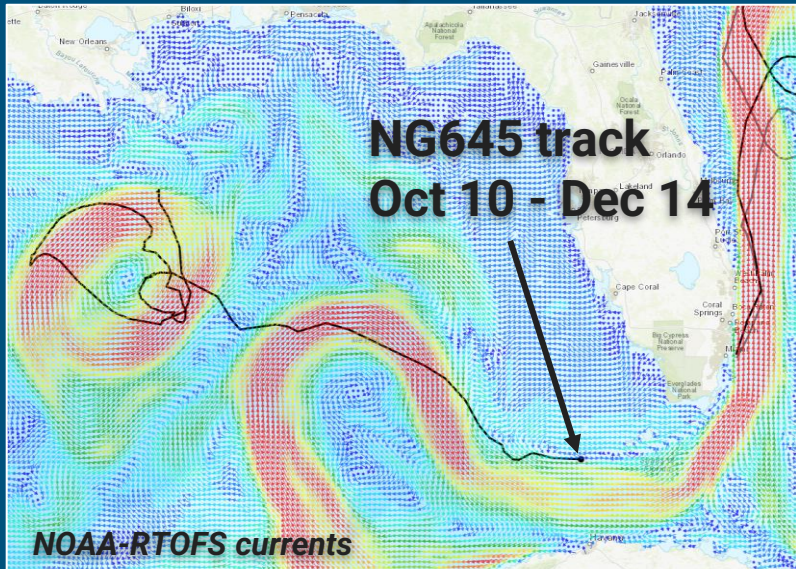 Biloxi
Pensacola
Tallahassee
New Orleans
Apalachicola
National
Forest
Gainesville
Ocala
National
Forest
NG645 track
Orlando
Lakeland
Oct 10 - Dec 14
Petersburg
Cape Coral
Coral
Springs
Big Cypress
National
Preserve
Everglades
National
Park
Havana
NOAA-RTOFS currents